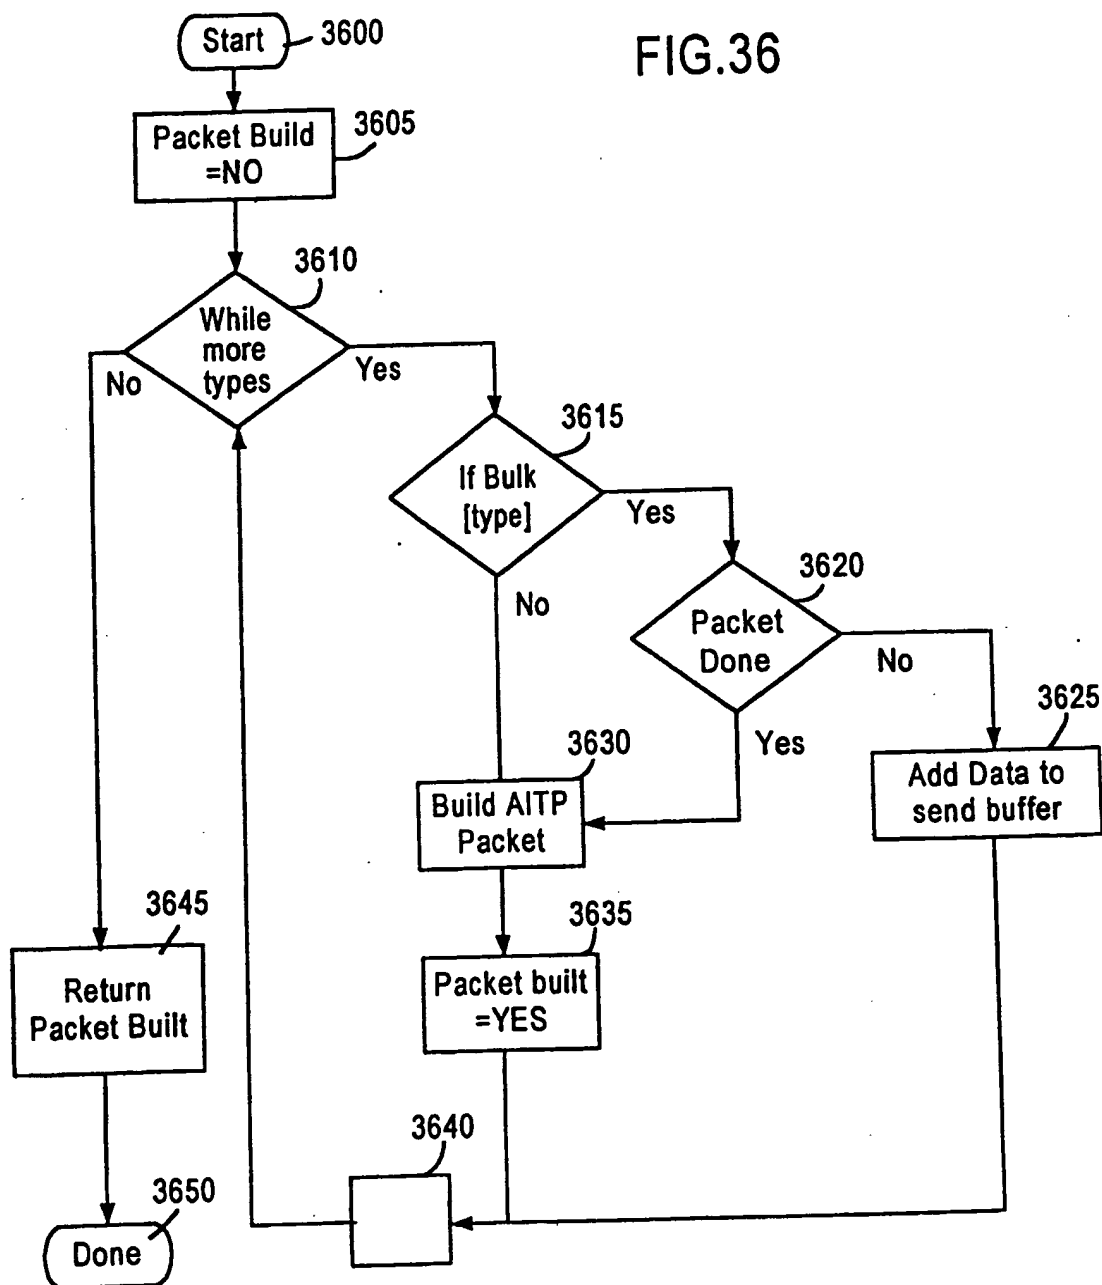 FIG.36
Start
3600
Packet Build
=NO
3605
While
more
types
3610
No
Yes
If Bulk
[type]
3615
Yes
No
Packet
Done
3620
No
Yes
Add Data to
send buffer
3625
Build AITP
Packet
3630
Packet built
=YES
3635
3640
Return
Packet Built
3645
Done
3650